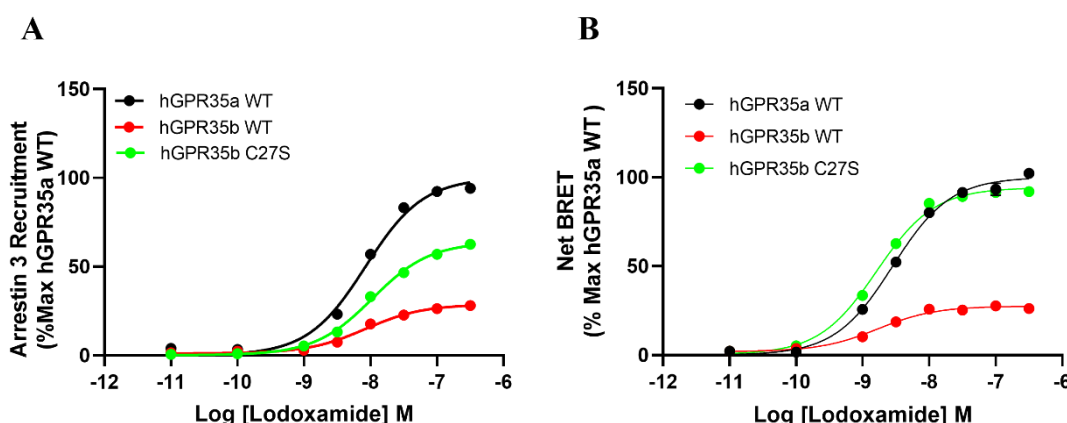 A
150
100
50
0
hGPR35a WT
hGPR35b WT
hGPR35b C27S
Arrestin 3 Recruitment
(%Max hGPR35a WT)
-12 -11 -10 -9 -8 -7 -6
Log [Lodoxamide] M
B
150
100
50
0
hGPR35a WT
hGPR35b WT
hGPR35b C27S
Net BRET
(% Max hGPR35a WT )
-12 -11 -10 -9 -8 -7 -6
Log [Lodoxamide] M